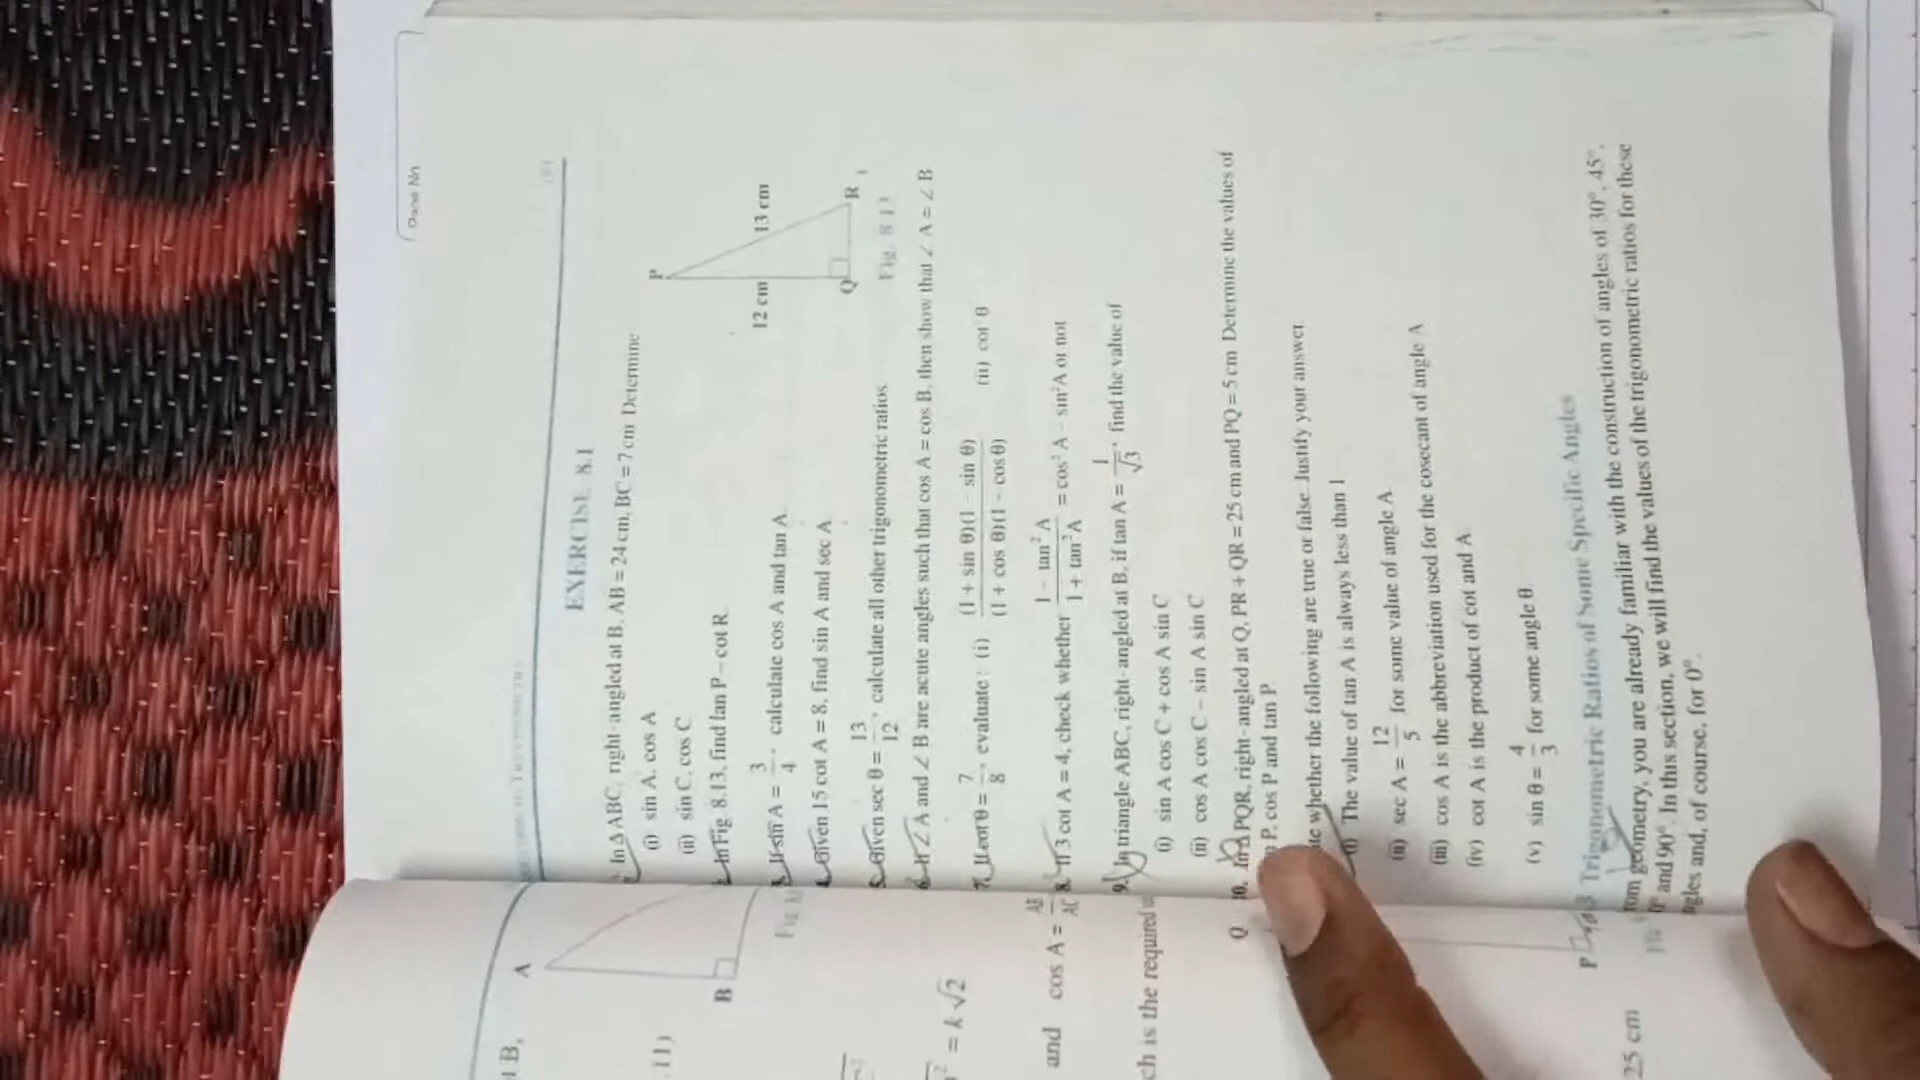 Page No
EXERCISE 8.1
In Δ ABC, right-angled at B, AB = 24 cm, BC = 7 cm Determine
(i) sin A, cos A
(ii) sin C, cos C
In Fig 8.13, find tan P – cot R
P
12 cm
13 cm
Q
R
Fig. 8.13
3. If sin A = 3/4, calculate cos A and tan A.
4. Given 15 cot A = 8, find sin A and sec A
5. Given sec θ = 13/12, calculate all other trigonometric ratios
6. If ∠ A and ∠ B are acute angles such that cos A = cos B, then show that ∠ A = ∠ B
7. If cot θ = 7/8, evaluate : (i) (1 + sin θ)(1 – sin θ)/(1 + cos θ)(1 – cos θ) (ii) cot θ
8. If 3 cot A = 4, check whether 1 – tan² A/1 + tan² A = cos² A – sin² A or not
9. In triangle ABC, right-angled at B, if tan A = 1/√3, find the value of
(i) sin A cos C + cos A sin C
(ii) cos A cos C – sin A sin C
10. In Δ PQR, right-angled at Q, PR + QR = 25 cm and PQ = 5 cm Determine the values of
P, cos P and tan P
whether the following are true or false. Justify your answer
(i) The value of tan A is always less than 1
(ii) sec A = 12/5 for some value of angle A
(iii) cos A is the abbreviation used for the cosecant of angle A
(iv) cot A is the product of cot and A
(v) sin θ = 4/3 for some angle θ
Trigonometric Ratios of Some Specific Angles
geometry, you are already familiar with the construction of angles of 30°, 45°,
and 90°. In this section, we will find the values of the trigonometric ratios for these
and, of course, for 0°.
B,
A
B
11)
= k √2
and cos A = AB/AC
ch is the required
Q
P
25 cm